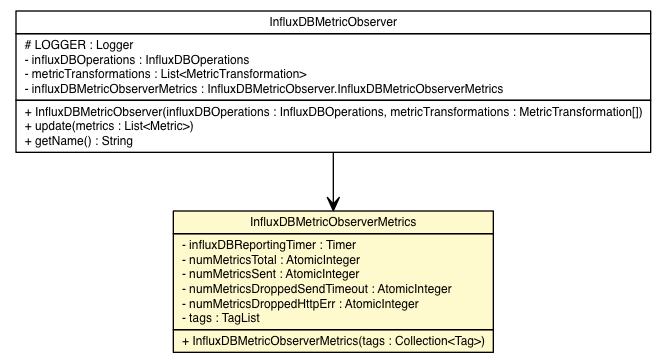 InfluxDBMetricObserver
# LOGGER : Logger
- influxDBOperations : InfluxDBOperations
- metricTransformations : List<MetricTransformation>
- influxDBMetricObserverMetrics : InfluxDBMetricObserver.InfluxDBMetricObserverMetrics
+ InfluxDBMetricObserver(influxDBOperations : InfluxDBOperations, metricTransformations : MetricTransformation[])
+ update(metrics : List<Metric>)
+ getName() : String
InfluxDBMetricObserverMetrics
- influxDBReportingTimer : Timer
- numMetricsTotal : AtomicInteger
- numMetricsSent : AtomicInteger
- numMetricsDroppedSendTimeout : AtomicInteger
- numMetricsDroppedHttpErr : AtomicInteger
- tags : TagList
+ InfluxDBMetricObserverMetrics(tags : Collection<Tag>)